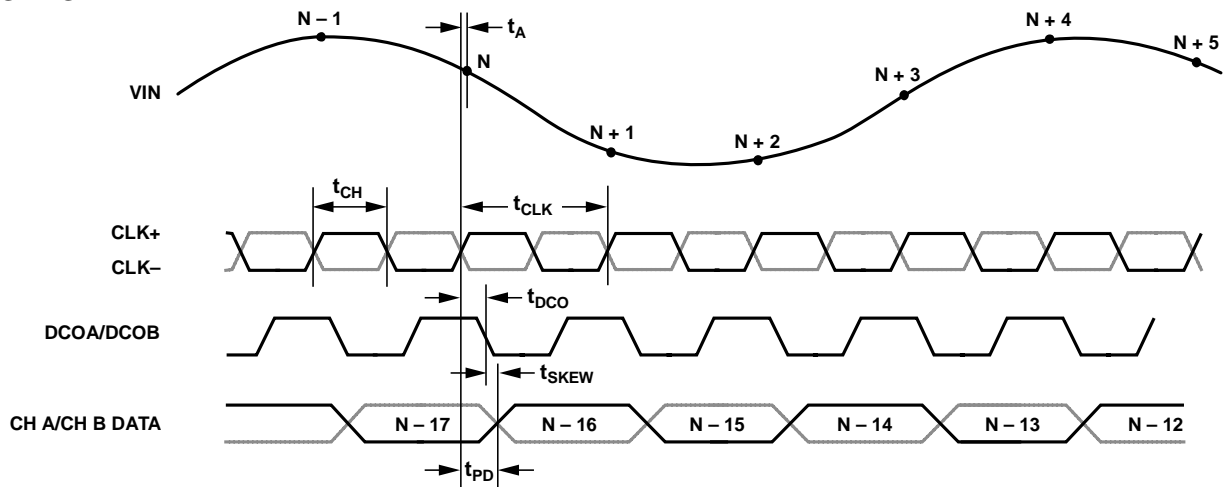 N – 1
t_A
N
N + 4
N + 5
VIN
N + 3
N + 1
N + 2
t_CH
t_CLK
CLK+
CLK–
t_DCO
DCOA/DCOB
t_SKEW
CH A/CH B DATA
N – 17
N – 16
N – 15
N – 14
N – 13
N – 12
t_PD